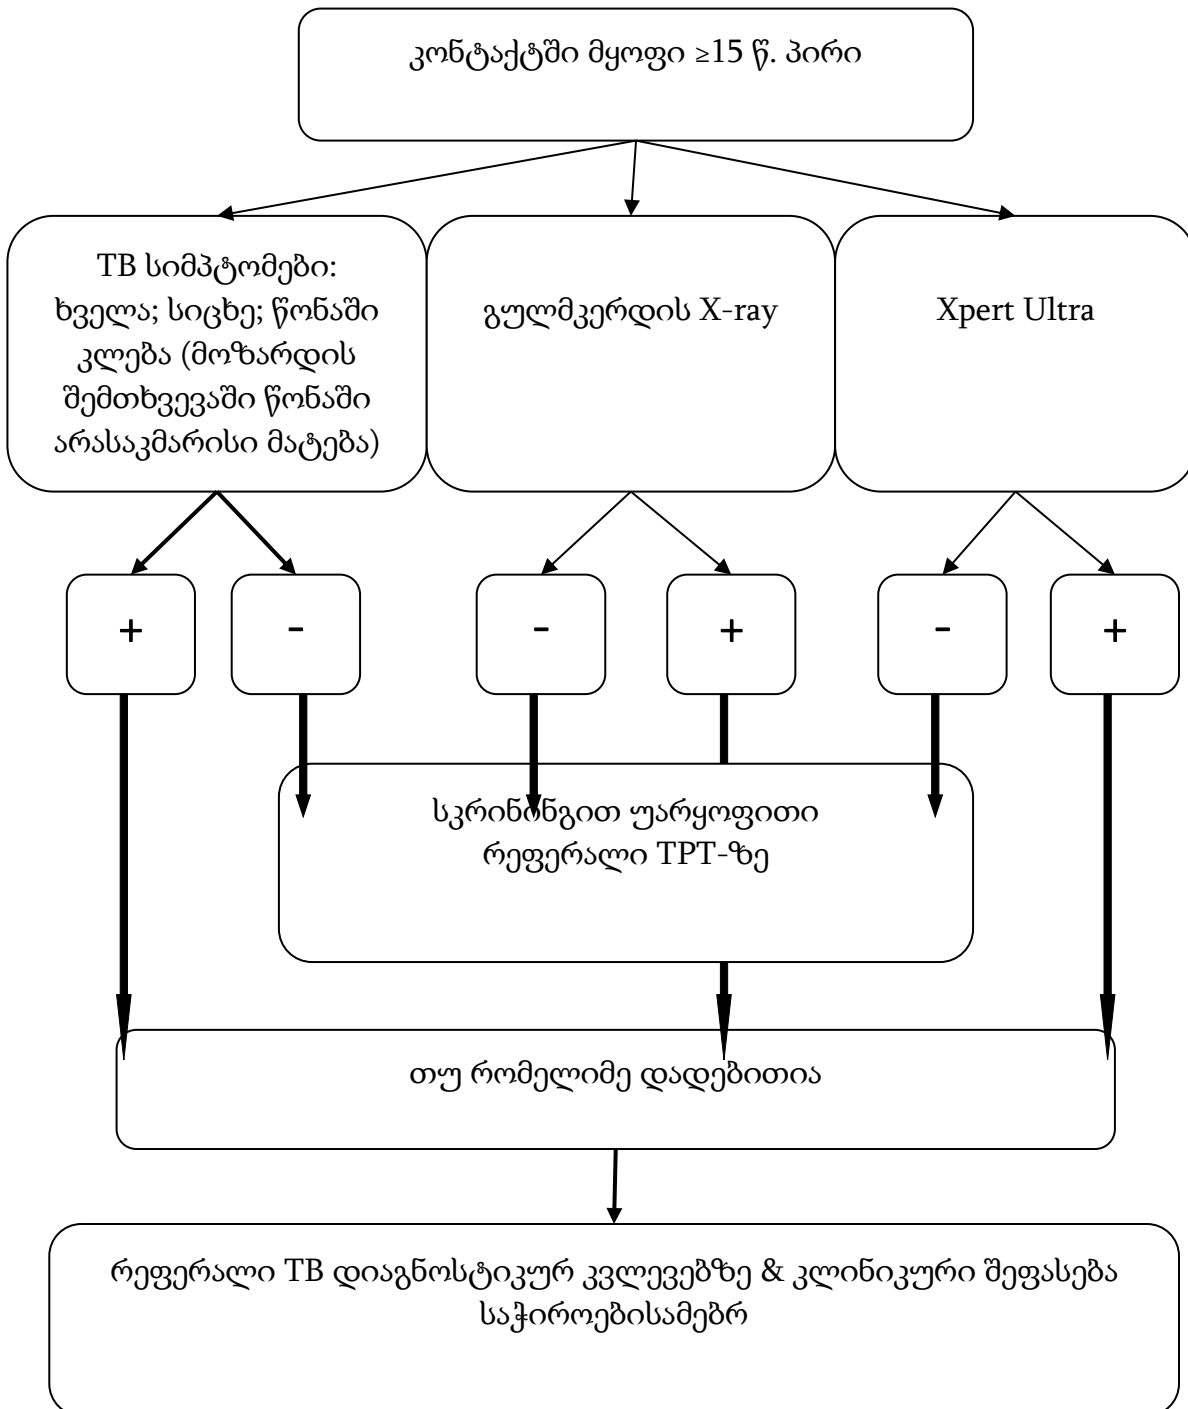 კონტაქტში მყოფი ≥15 წ. პირი
TB სიმპტომები:
ხველა; სიცხე; წონაში
კლება (მოზარდის
შემთხვევაში წონაში
არასაკმარისი მატება)
გულმკერდის X-ray
Xpert Ultra
+
-
-
+
-
+
სკრინინგით უარყოფითი
რეფერალი TPT-ზე
თუ რომელიმე დადებითია
რეფერალი TB დიაგნოსტიკურ კვლევებზე & კლინიკური შეფასება
საჭიროებისამებრ